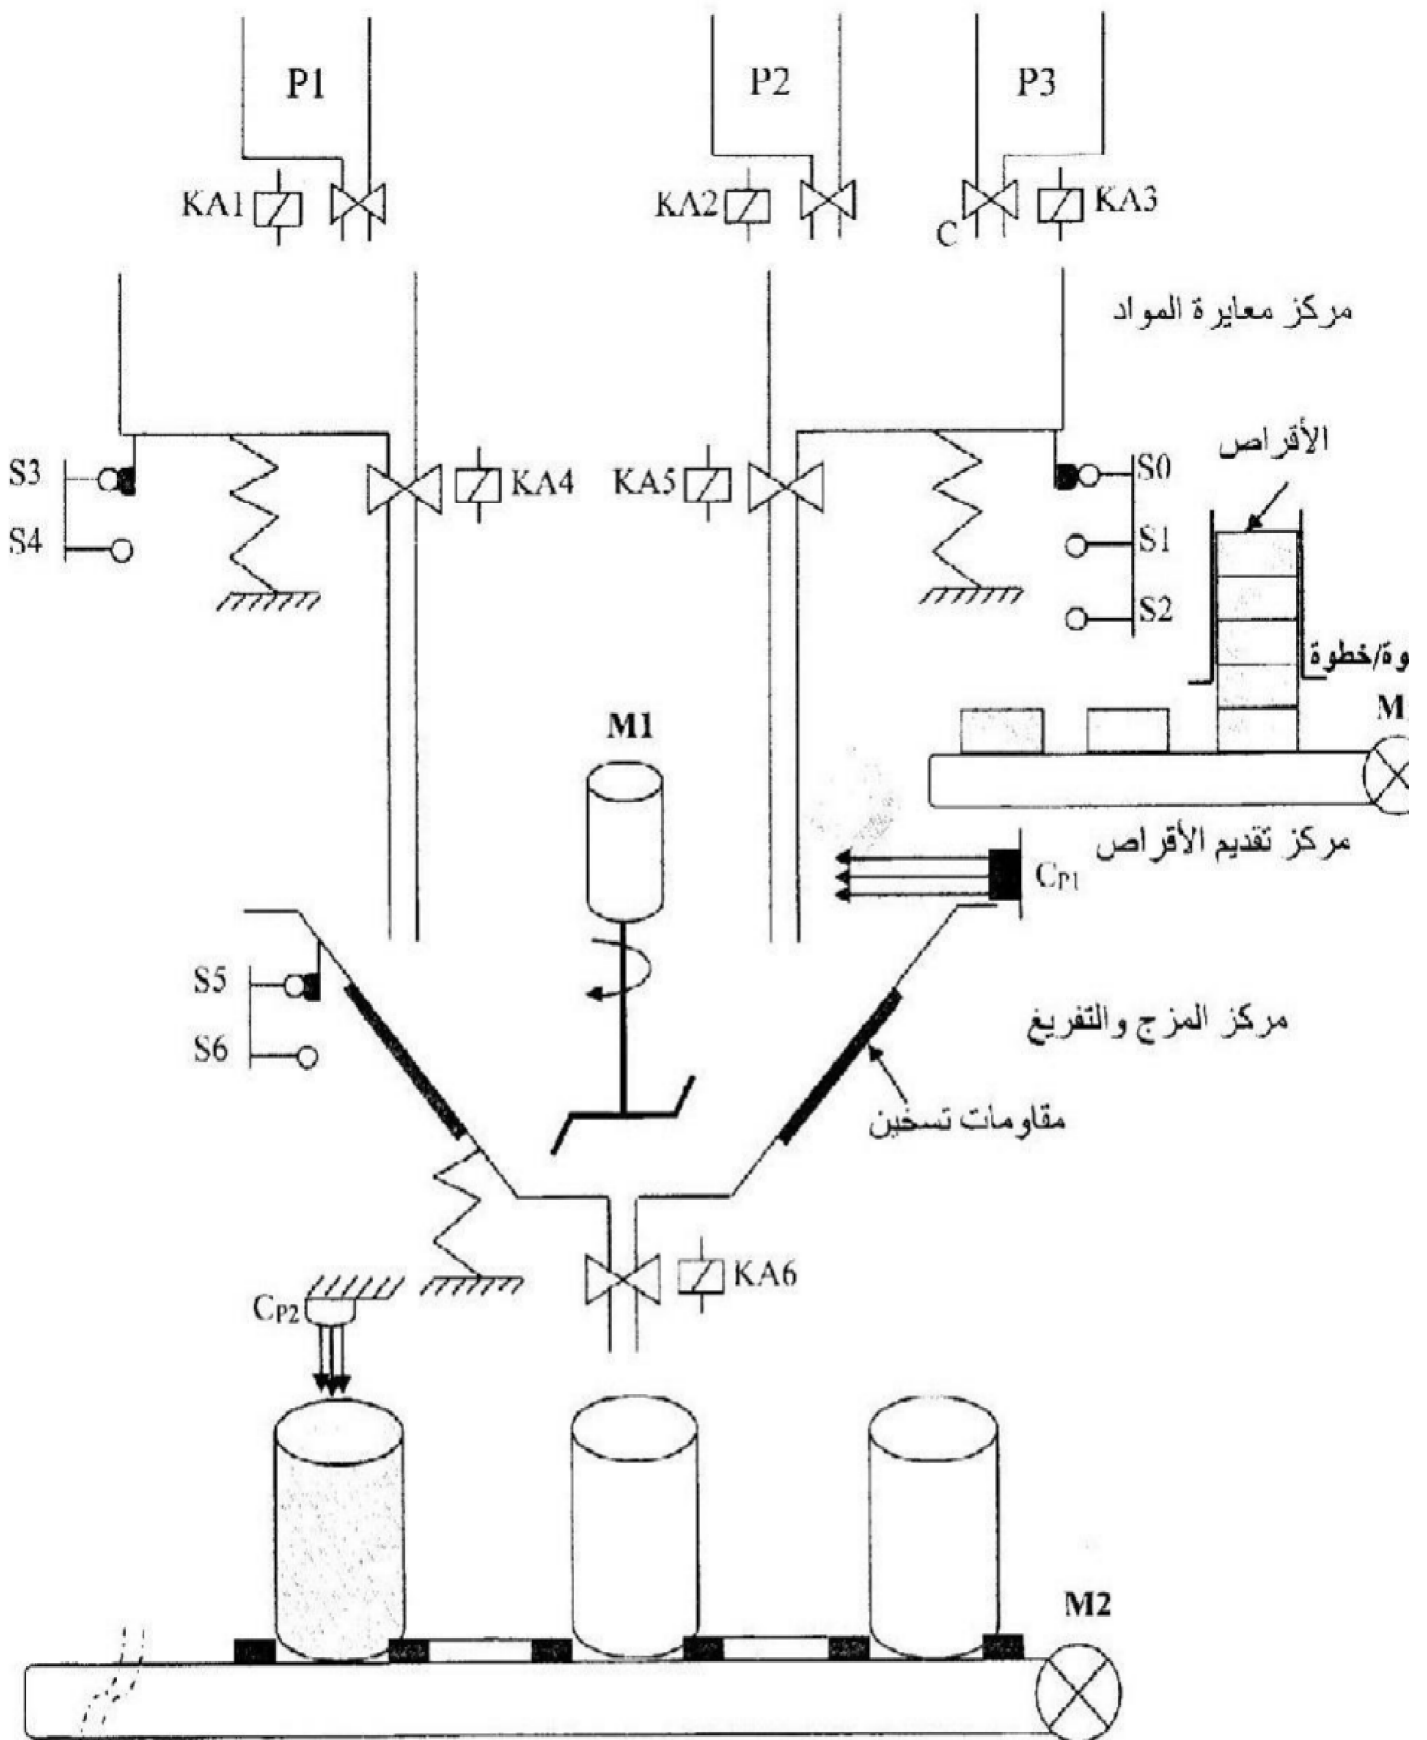 P1
P2
P3
KA1
KA2
KA3
C
مركز معايرة المواد
الأقراص
S3
KA4
KA5
S0
S4
S1
S2
وة/خطوة
M1
مركز تقديم الأقراص
CP1
S5
S6
مركز المزج والتفريغ
مقاومات تسخين
KA6
CP2
M2